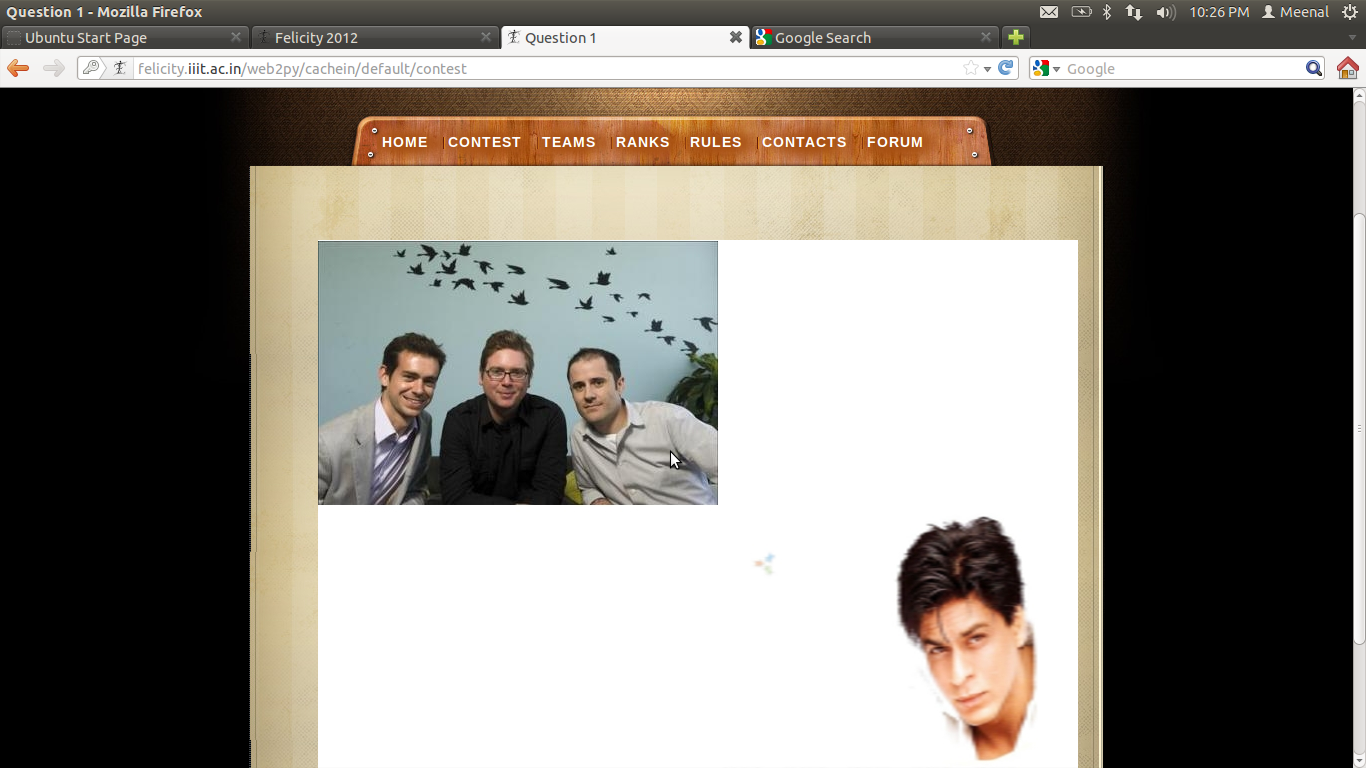 Question 1 - Mozilla Firefox
10:26 PM Meenal
Ubuntu Start Page
Felicity 2012
Question 1
Google Search
felicity.iiit.ac.in/web2py/cachein/default/contest
Google
HOME CONTEST TEAMS RANKS RULES CONTACTS FORUM